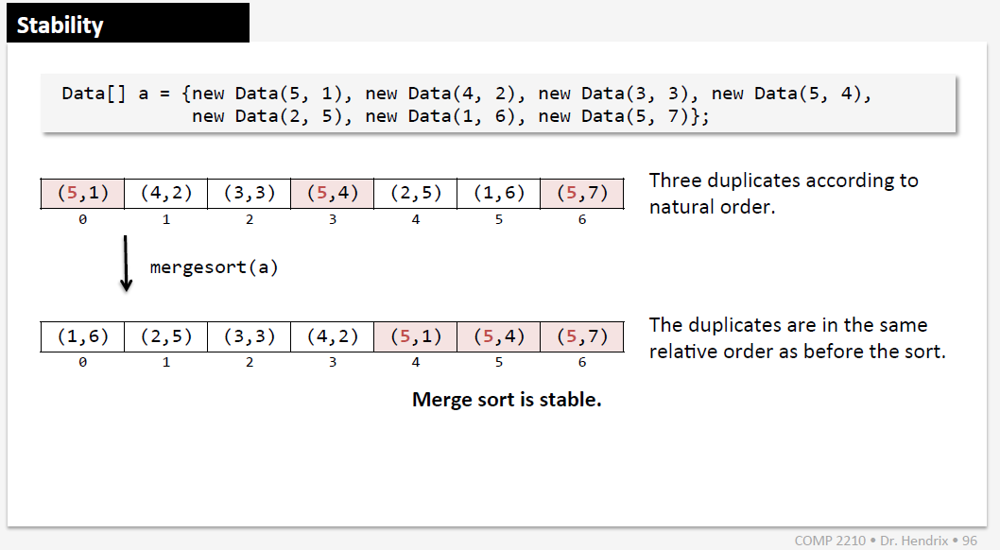 Stability
Data[] a = {new Data(5, 1), new Data(4, 2), new Data(3, 3), new Data(5, 4),
new Data(2, 5), new Data(1, 6), new Data(5, 7)};
(5,1) (4,2) (3,3) (5,4) (2,5) (1,6) (5,7)
0 1 2 3 4 5 6
Three duplicates according to
natural order.
mergesort(a)
(1,6) (2,5) (3,3) (4,2) (5,1) (5,4) (5,7)
0 1 2 3 4 5 6
The duplicates are in the same
relative order as before the sort.
Merge sort is stable.
COMP 2210 • Dr. Hendrix • 96